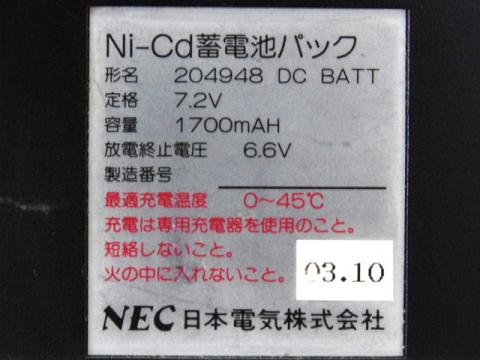 Ni-Cd蓄電池パック
形名 204948 DC BATT
定格 7.2V
容量 1700mAH
放電終止電圧 6.6V
製造番号
最適充電温度 0〜45℃
充電は専用充電器を使用のこと。
短絡しないこと。
火の中に入れないこと。
03.10
NEC 日本電気株式会社